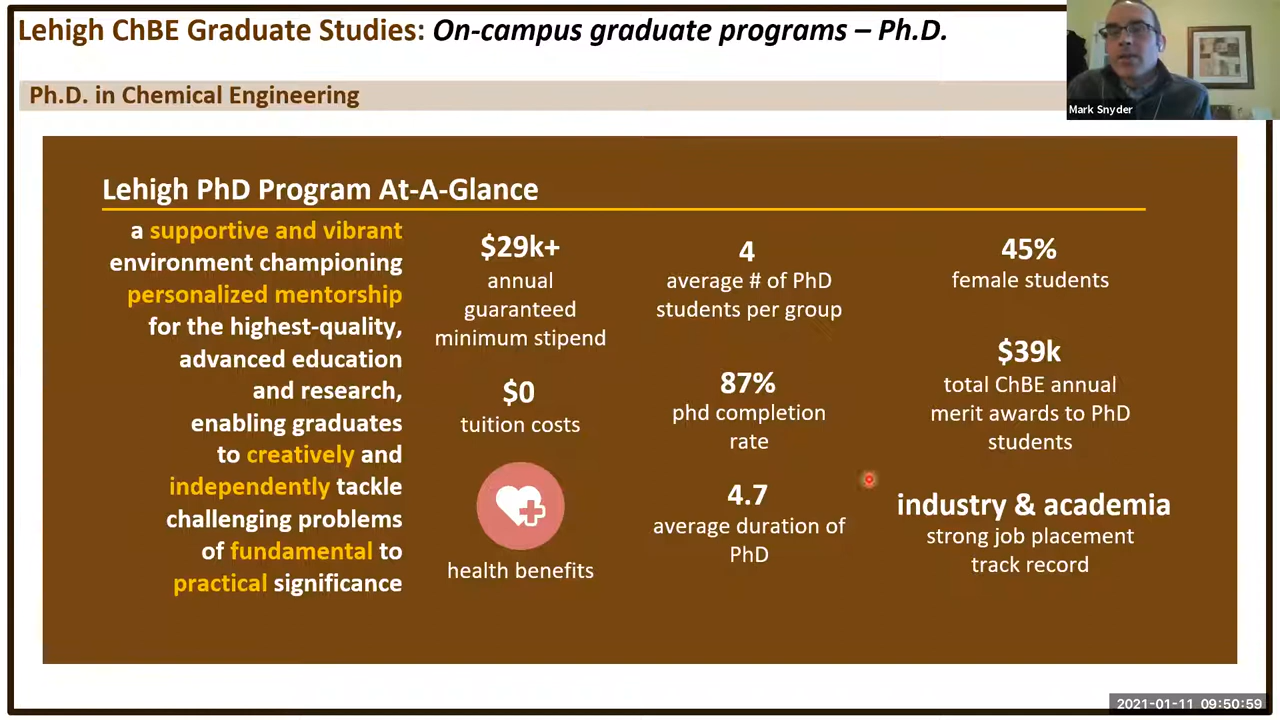 Lehigh ChBE Graduate Studies: On-campus graduate programs – Ph.D.
Mark Snyder
Ph.D. in Chemical Engineering
Lehigh PhD Program At-A-Glance
a supportive and vibrant
environment championing
personalized mentorship
for the highest-quality,
advanced education
and research,
enabling graduates
to creatively and
independently tackle
challenging problems
of fundamental to
practical significance
$29k+
annual
guaranteed
minimum stipend
$0
tuition costs
health benefits
4
average # of PhD
students per group
87%
phd completion
rate
4.7
average duration of
PhD
45%
female students
$39k
total ChBE annual
merit awards to PhD
students
industry & academia
strong job placement
track record
2021-01-11 09:50:59